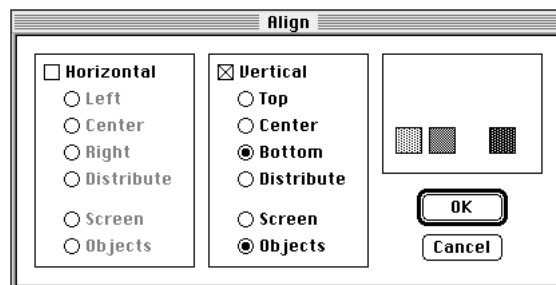 Align
Horizontal
Left
Center
Right
Distribute
Screen
Objects
Vertical
Top
Center
Bottom
Distribute
Screen
Objects
OK
Cancel